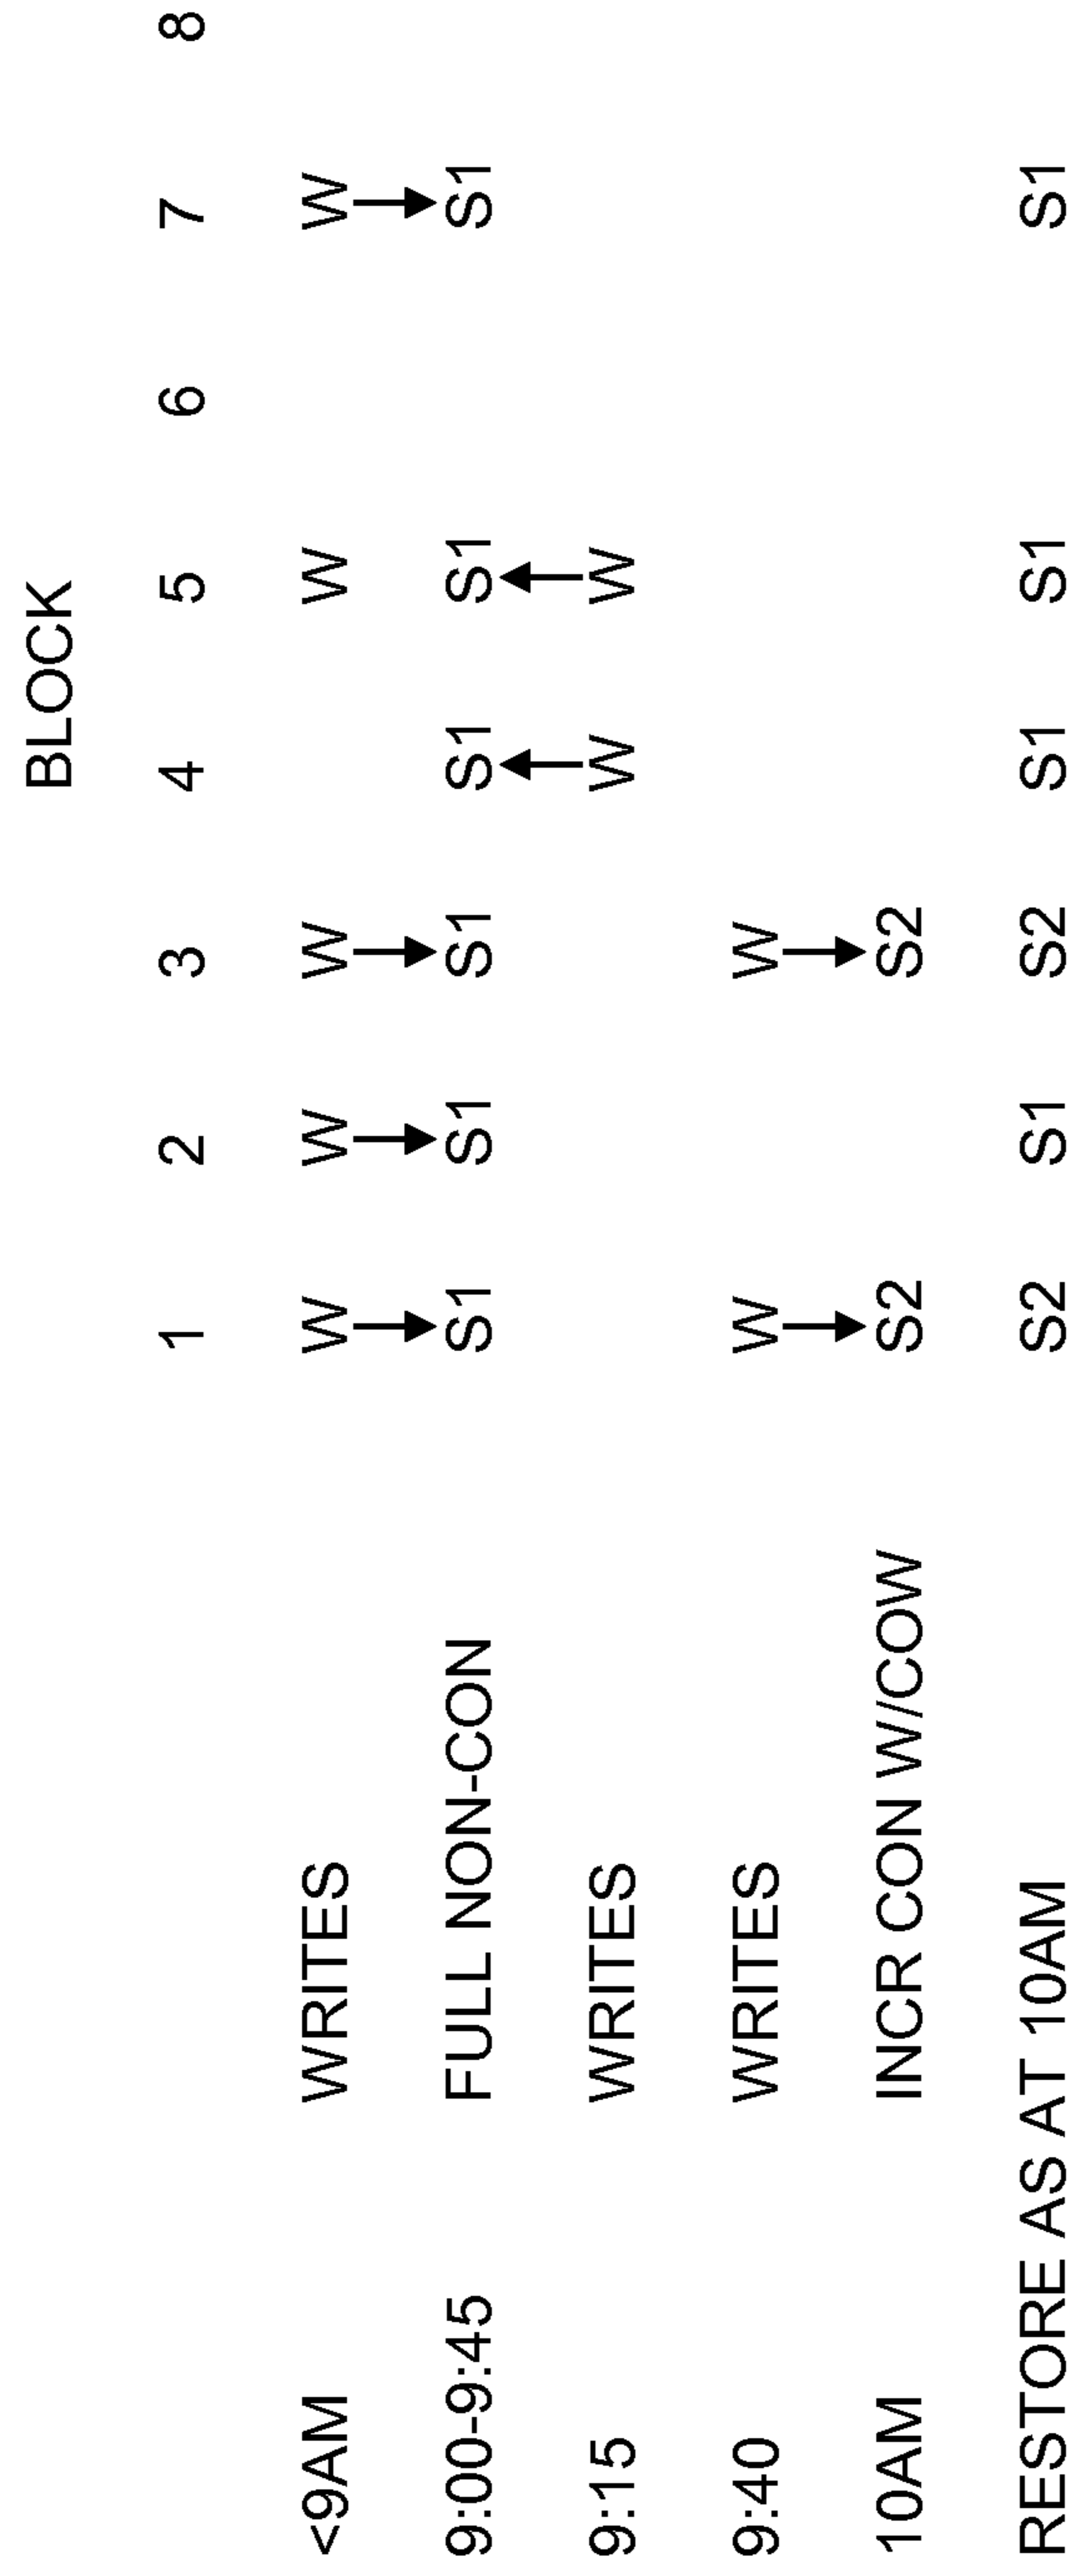 BLOCK
1 2 3 4 5 6 7 8
<9AM WRITES W W W W W
9:00-9:45 FULL NON-CON S1 S1 S1 S1 S1 S1
9:15 WRITES W W
9:40 WRITES W W
10AM INCR CON W/COW S2 S2
RESTORE AS AT 10AM S2 S1 S2 S1 S1 S1